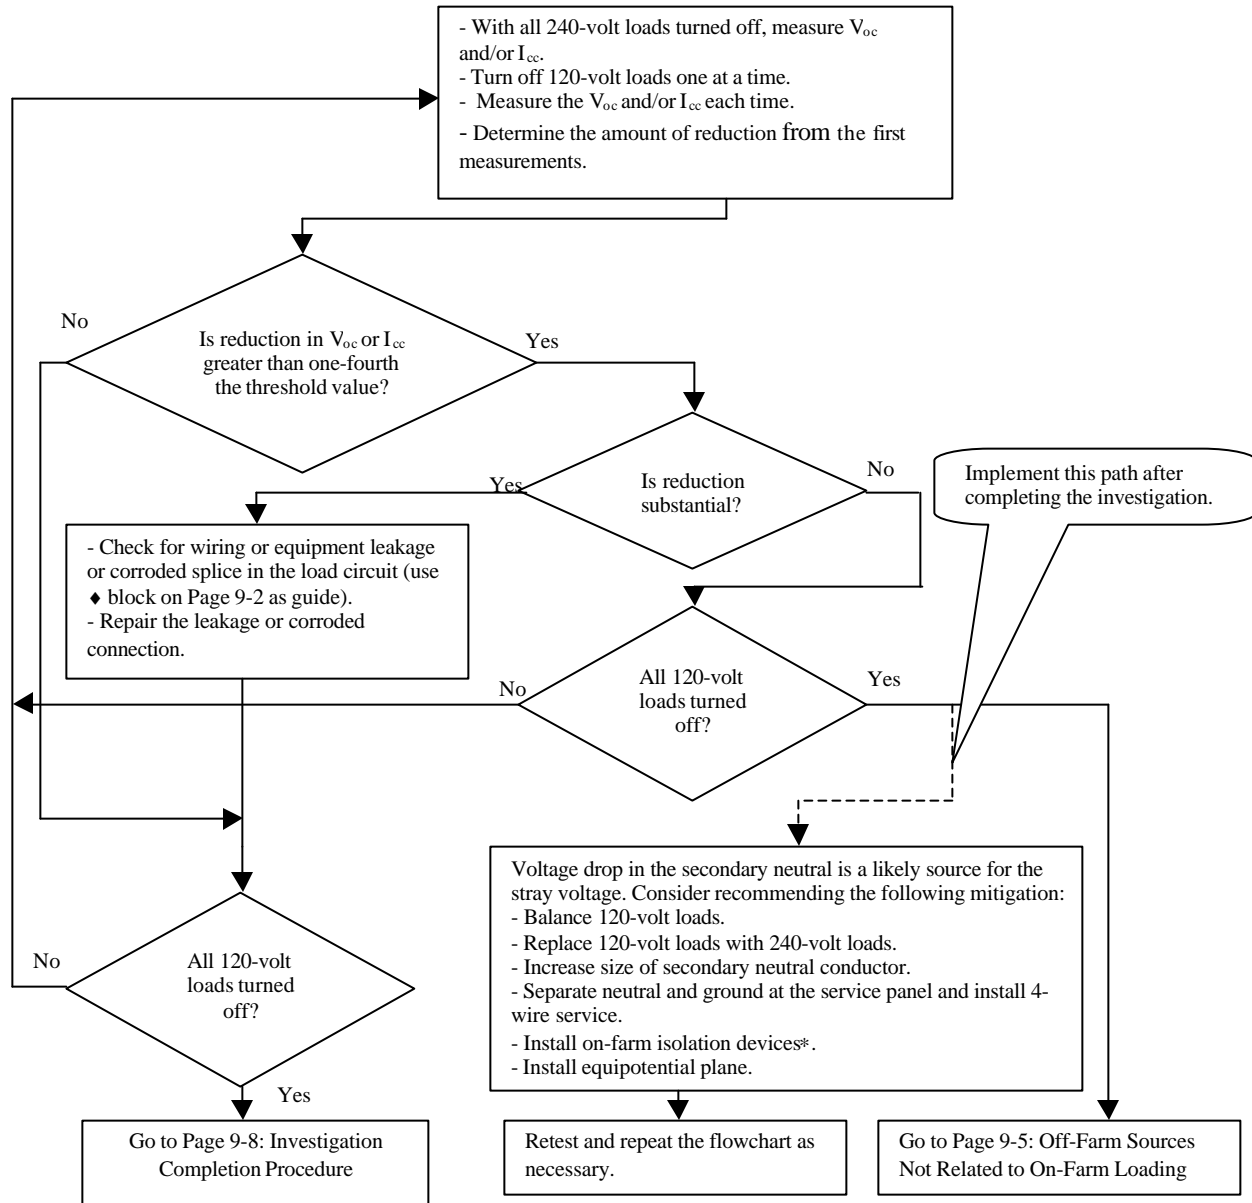 - With all 240-volt loads turned off, measure Voc
and/or Icc.
- Turn off 120-volt loads one at a time.
- Measure the Voc and/or Icc each time.
- Determine the amount of reduction from the first
measurements.
No
Is reduction in Voc or Icc
greater than one-fourth
the threshold value?
Yes
Yes
Is reduction
substantial?
No
Implement this path after
completing the investigation.
- Check for wiring or equipment leakage
or corroded splice in the load circuit (use
♦ block on Page 9-2 as guide).
- Repair the leakage or corroded
connection.
No
All 120-volt
loads turned
off?
Yes
Voltage drop in the secondary neutral is a likely source for the
stray voltage. Consider recommending the following mitigation:
- Balance 120-volt loads.
- Replace 120-volt loads with 240-volt loads.
- Increase size of secondary neutral conductor.
- Separate neutral and ground at the service panel and install 4-
wire service.
- Install on-farm isolation devices*.
- Install equipotential plane.
No
All 120-volt
loads turned
off?
Yes
Go to Page 9-8: Investigation
Completion Procedure
Retest and repeat the flowchart as
necessary.
Go to Page 9-5: Off-Farm Sources
Not Related to On-Farm Loading